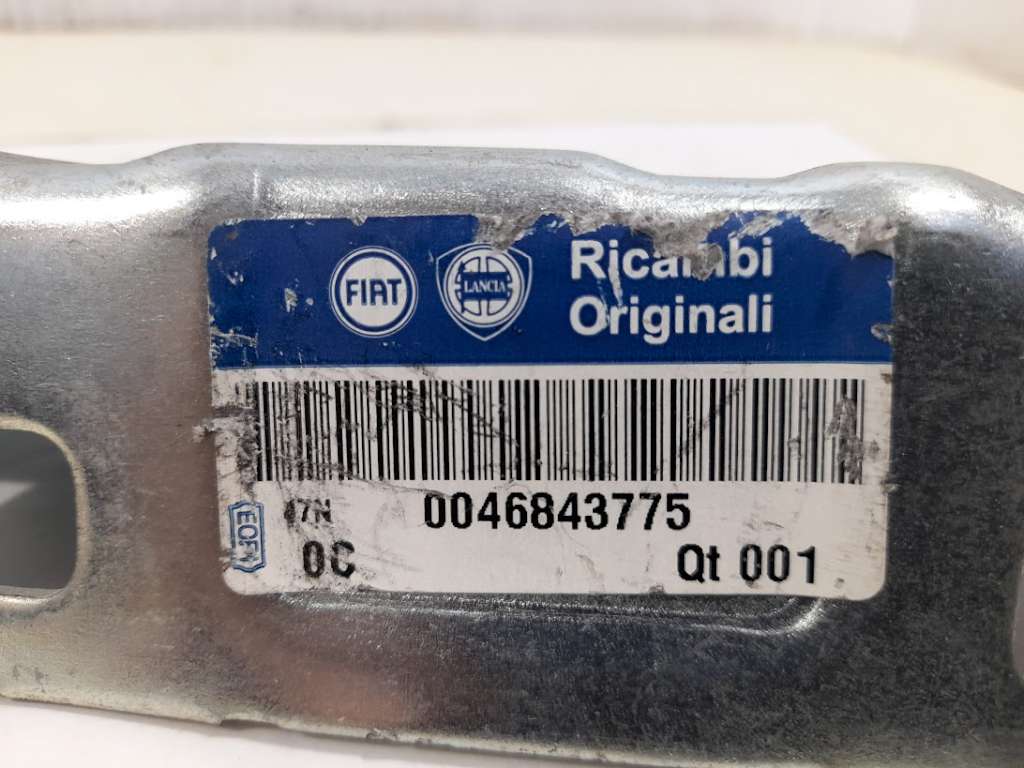 FIAT
LANCIA
Ricambi
Originali
0046843775
0C
Qt 001